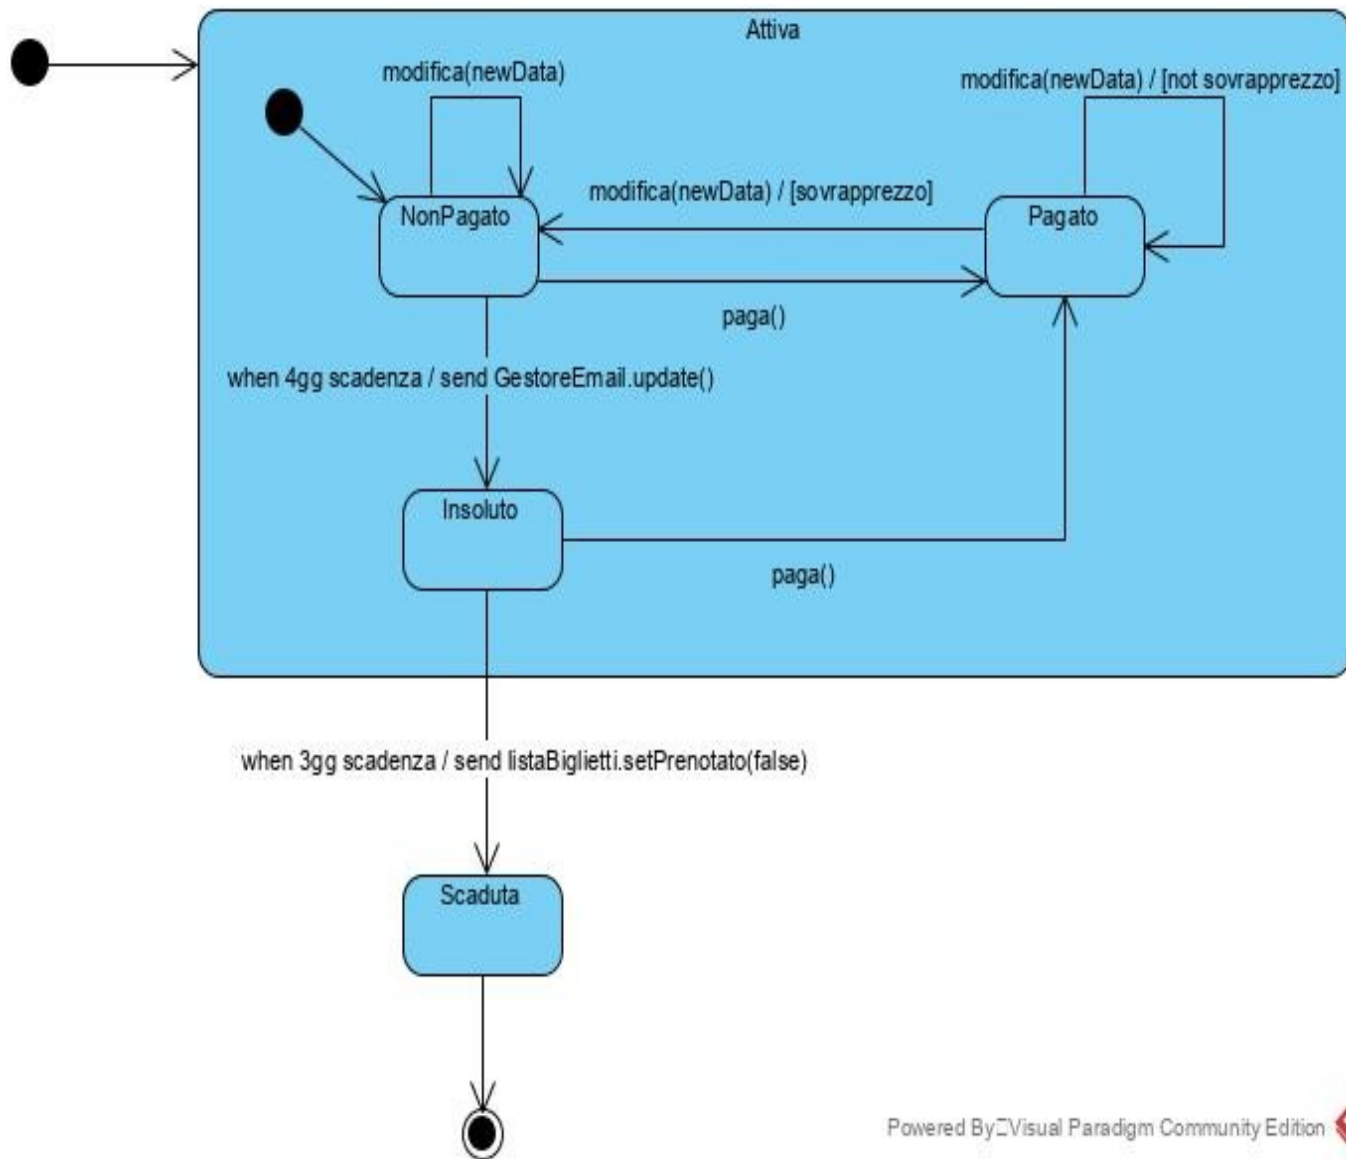 Attiva
modifica(newData)
modifica(newData) / [not sovrapprezzo]
modifica(newData) / [sovrapprezzo]
NonPagato
Pagato
paga()
when 4gg scadenza / send GestoreEmail.update()
Insoluto
paga()
when 3gg scadenza / send listaBiglietti.setPrenotato(false)
Scaduta
Powered By Visual Paradigm Community Edition